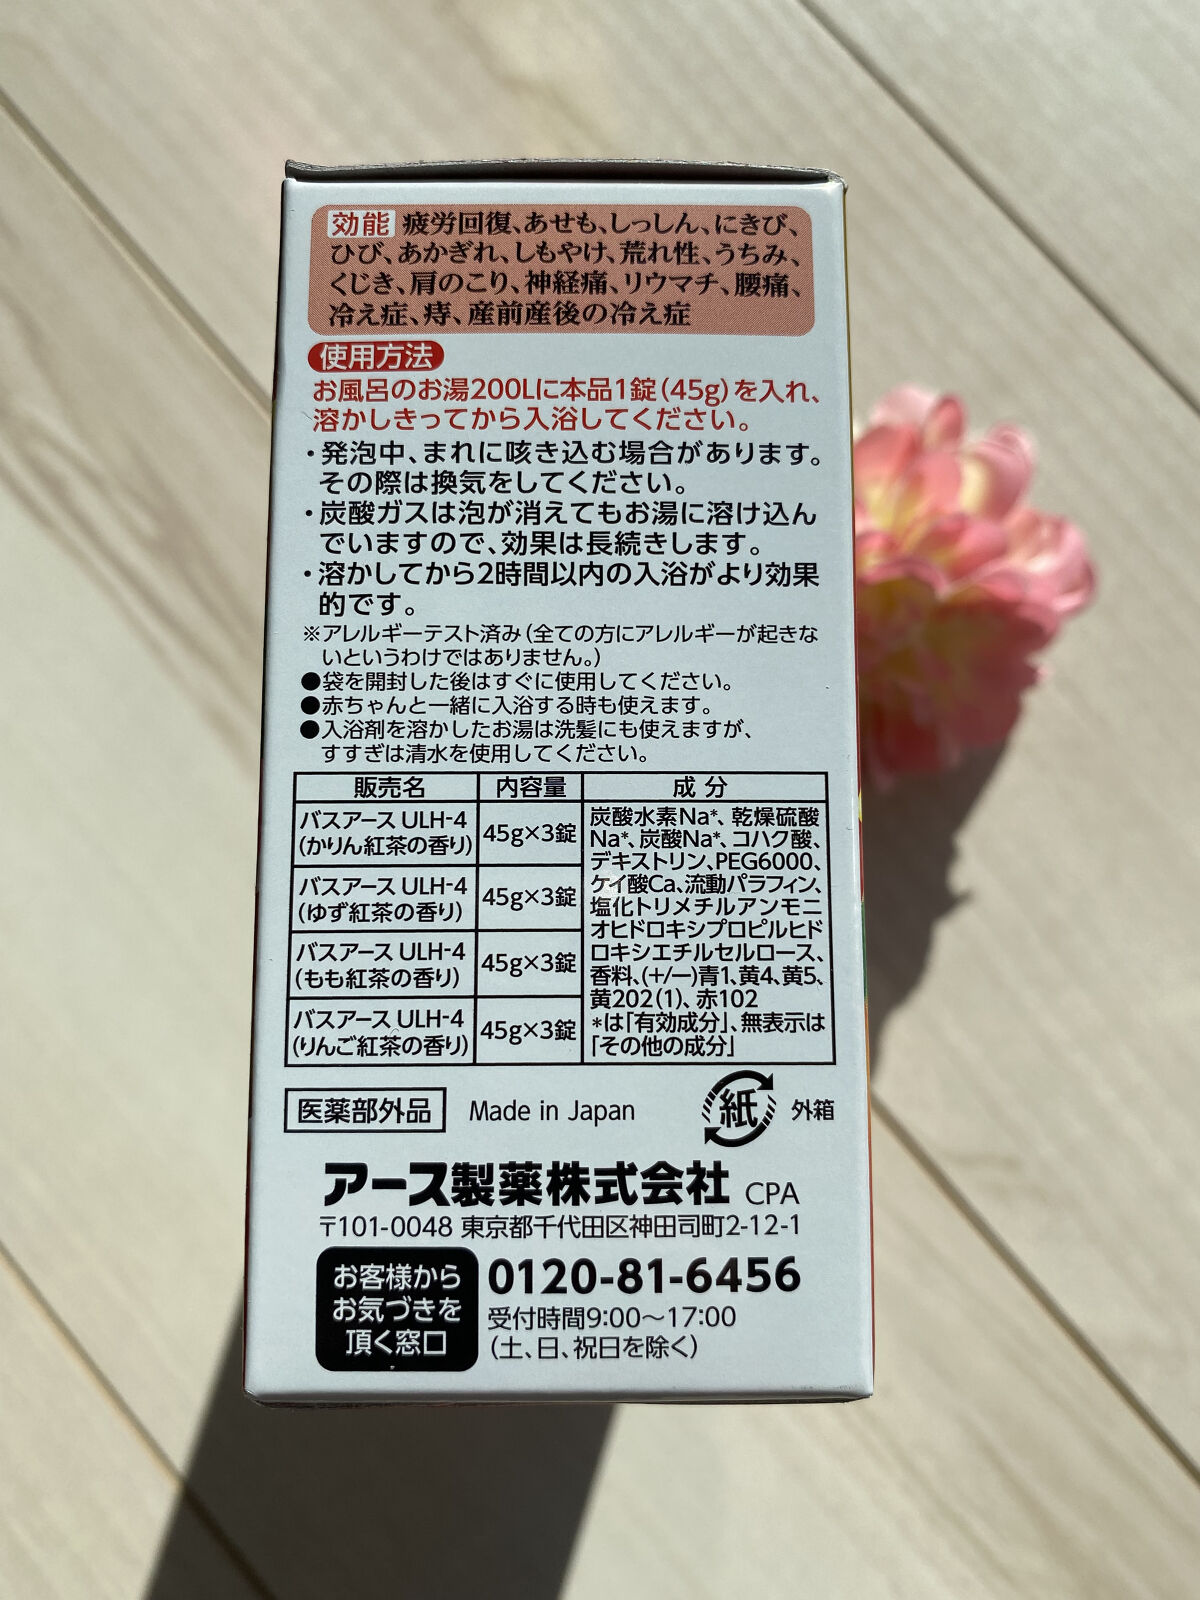 効能 疲労回復、あせも、しっしん、にきび、
ひび、あかぎれ、しもやけ、荒れ性、うちみ、
くじき、肩のこり、神経痛、リウマチ、腰痛、
冷え症、痔、産前産後の冷え症
使用方法
お風呂のお湯200Lに本品1錠(45g)を入れ、
溶かしきってから入浴してください。
・発泡中、まれに咳き込む場合があります。
その際は換気をしてください。
・炭酸ガスは泡が消えてもお湯に溶け込ん
でいますので、効果は長続きします。
・溶かしてから2時間以内の入浴がより効果
的です。
※アレルギーテスト済み(全ての方にアレルギーが起きな
いというわけではありません。)
●袋を開封した後はすぐに使用してください。
●赤ちゃんと一緒に入浴する時も使えます。
●入浴剤を溶かしたお湯は洗髪にも使えますが、
すすぎは清水を使用してください。
販売名 内容量 成分
バスアース ULH-4
(かりん紅茶の香り)
45g×3錠
バスアース ULH-4
(ゆず紅茶の香り)
45g×3錠
バスアース ULH-4
(もも紅茶の香り)
45g×3錠
バスアース ULH-4
(りんご紅茶の香り)
45g×3錠
炭酸水素Na*、乾燥硫酸
Na*、炭酸Na*、コハク酸、
デキストリン、PEG6000、
ケイ酸Ca、流動パラフィン、
塩化トリメチルアンモニ
オヒドロキシプロピルヒド
ロキシエチルセルロース、
香料、(+/−)青1、黄4、黄5、
黄202(1)、赤102
*は「有効成分」、無表示は
「その他の成分」
医薬部外品 Made in Japan 紙 外箱
アース製薬株式会社 CPA
〒101-0048 東京都千代田区神田司町2-12-1
お客様から
お気づきを
頂く窓口
0120-81-6456
受付時間9:00〜17:00
(土、日、祝日を除く)